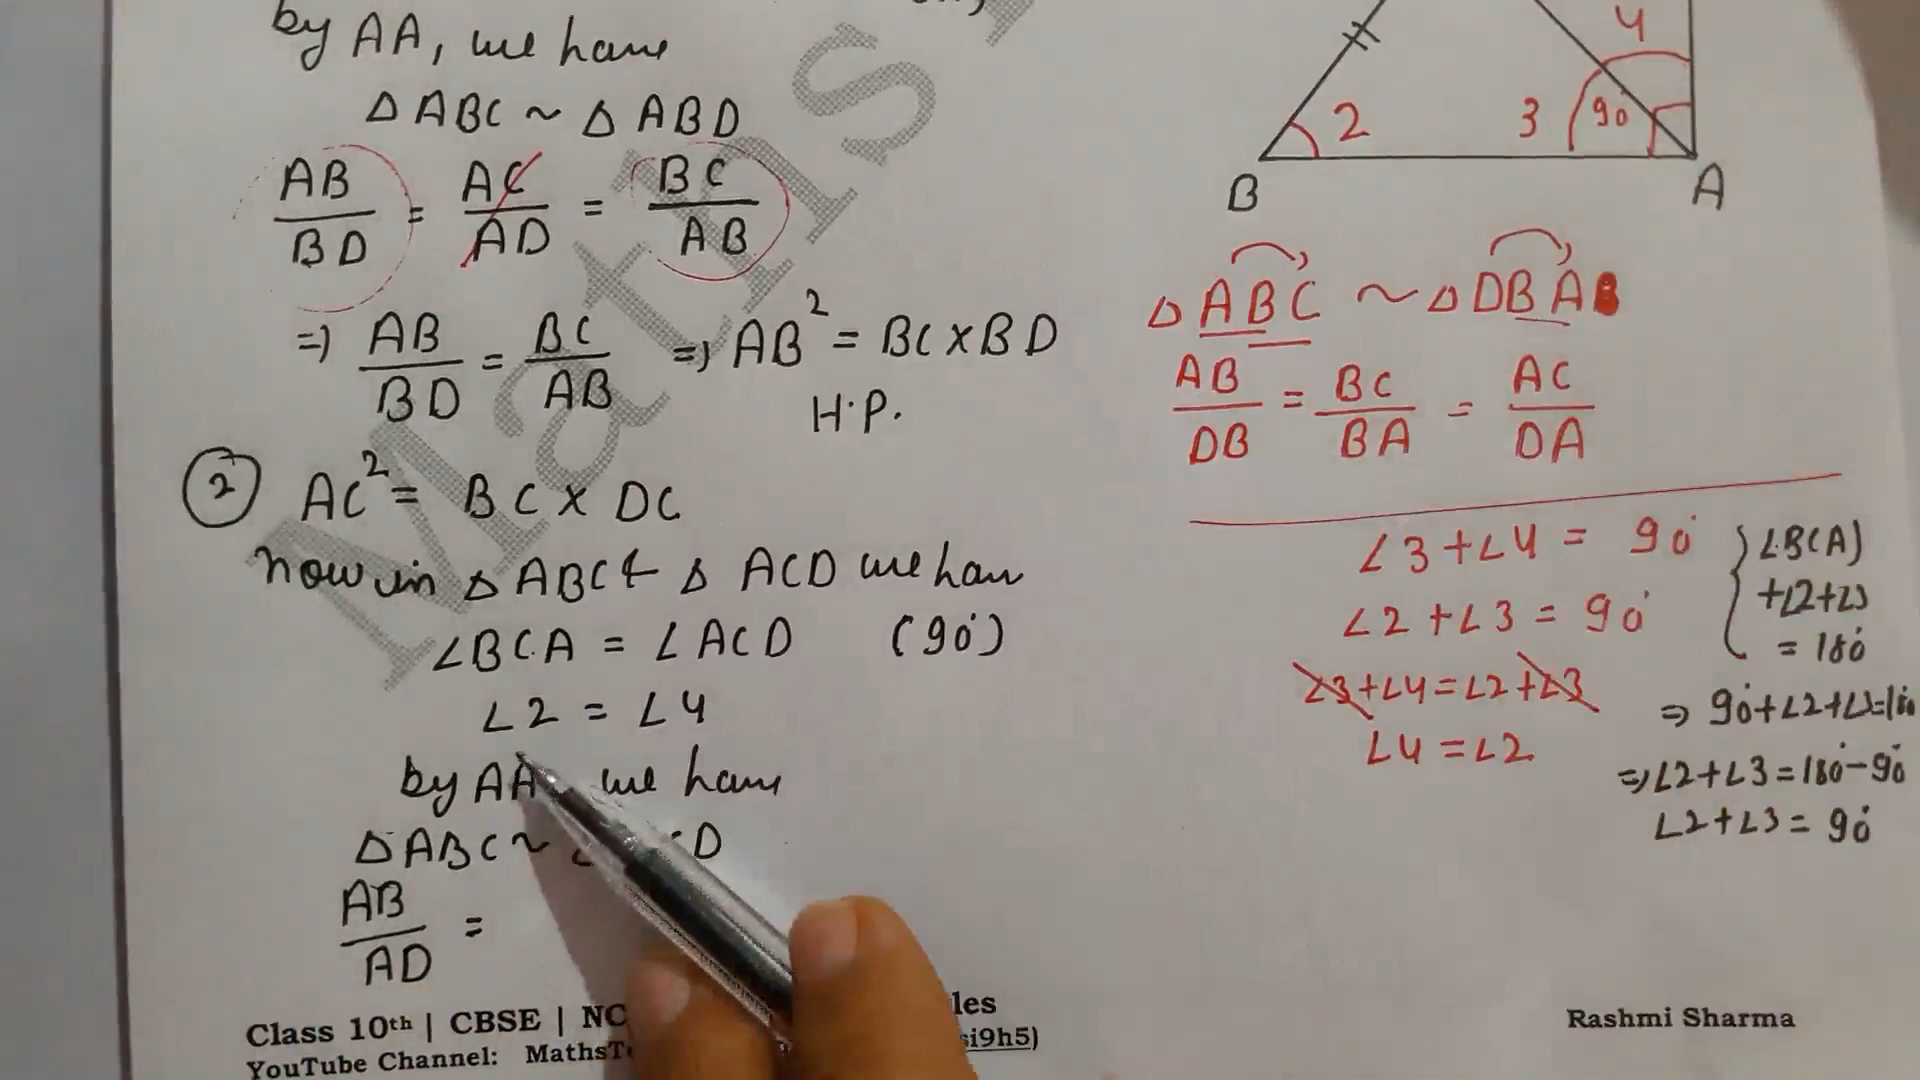 by AA, we have
△ ABC ~ △ ABD
AB/BD = AC/AD = BC/AB
=) AB/BD = BC/AB =) AB² = BC X BD
H.P.
② AC² = BC X DC
now in △ ABC & △ ACD we have
∠BCA = ∠ACD (90°)
∠2 = ∠4
by AA we have
△ ABC ~ D
AB/AD =
4
2 3 90°
B A
△ ABC ~ △ DBA
AB/DB = BC/BA = AC/DA
∠3 + ∠4 = 90°
∠2 + ∠3 = 90°
∠3 + ∠4 = ∠2 + ∠3
∠4 = ∠2
∠B(A)
+∠2+∠3
= 180°
=> 90°+∠2+∠3=180
=) ∠2+∠3 = 180°-90°
∠2+∠3 = 90°
Maths
Class 10th | CBSE | NC les
YouTube Channel: MathsT si9h5)
Rashmi Sharma